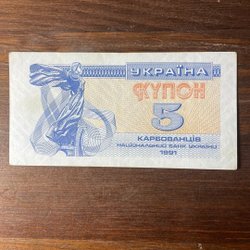 УКРАЇНА
КУПОН
5
КАРБОВАНЦІВ
НАЦІОНАЛЬНИЙ БАНК УКРАЇНИ
1991